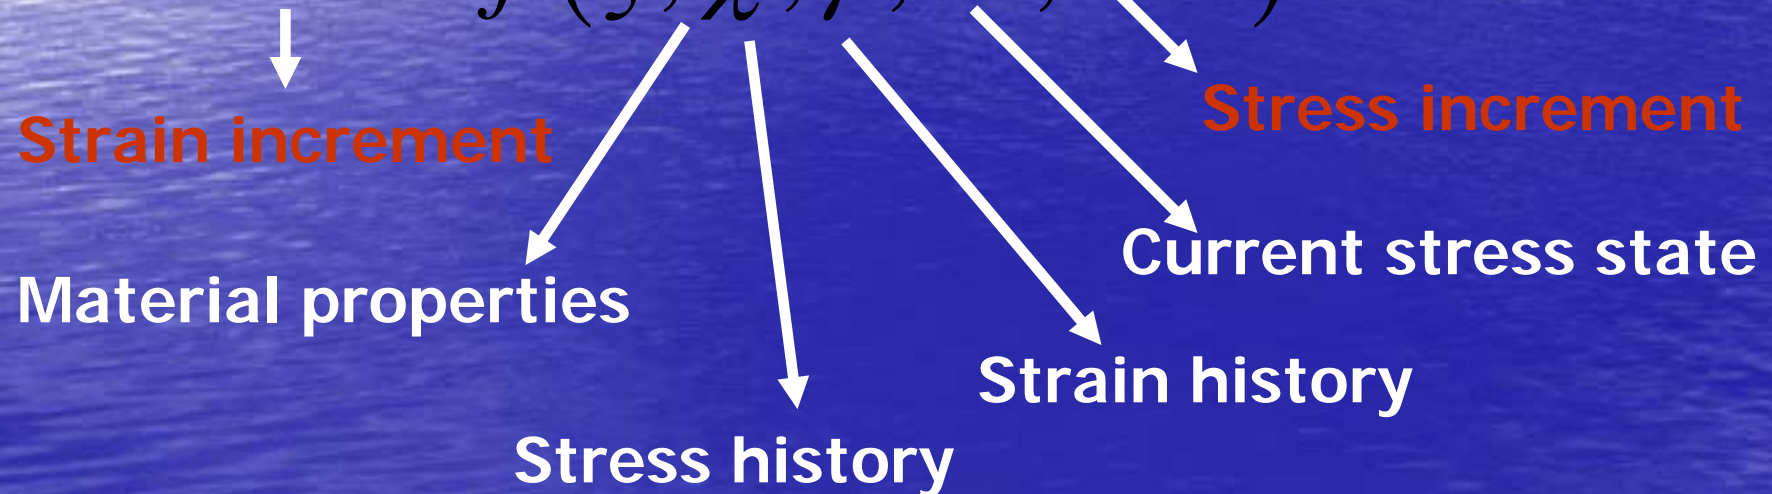 Stress increment
Strain increment
Current stress state
Material properties
Strain history
Stress history